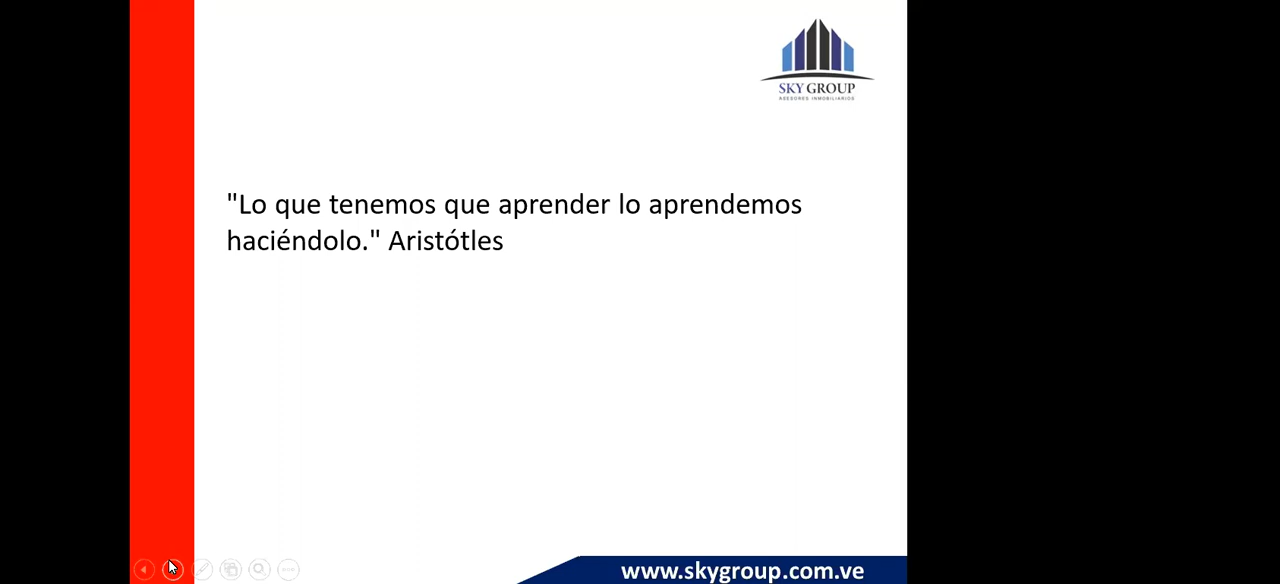 SKY GROUP
ASESORES INMOBILIARIOS
"Lo que tenemos que aprender lo aprendemos
haciéndolo." Aristótles
www.skygroup.com.ve